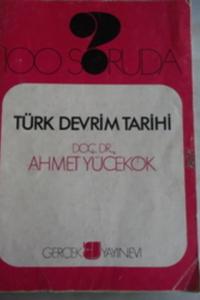 100 SORUDA
TÜRK DEVRİM TARİHİ
DOÇ. DR.
AHMET YÜCEKÖK
GERÇEK YAYINEVİ